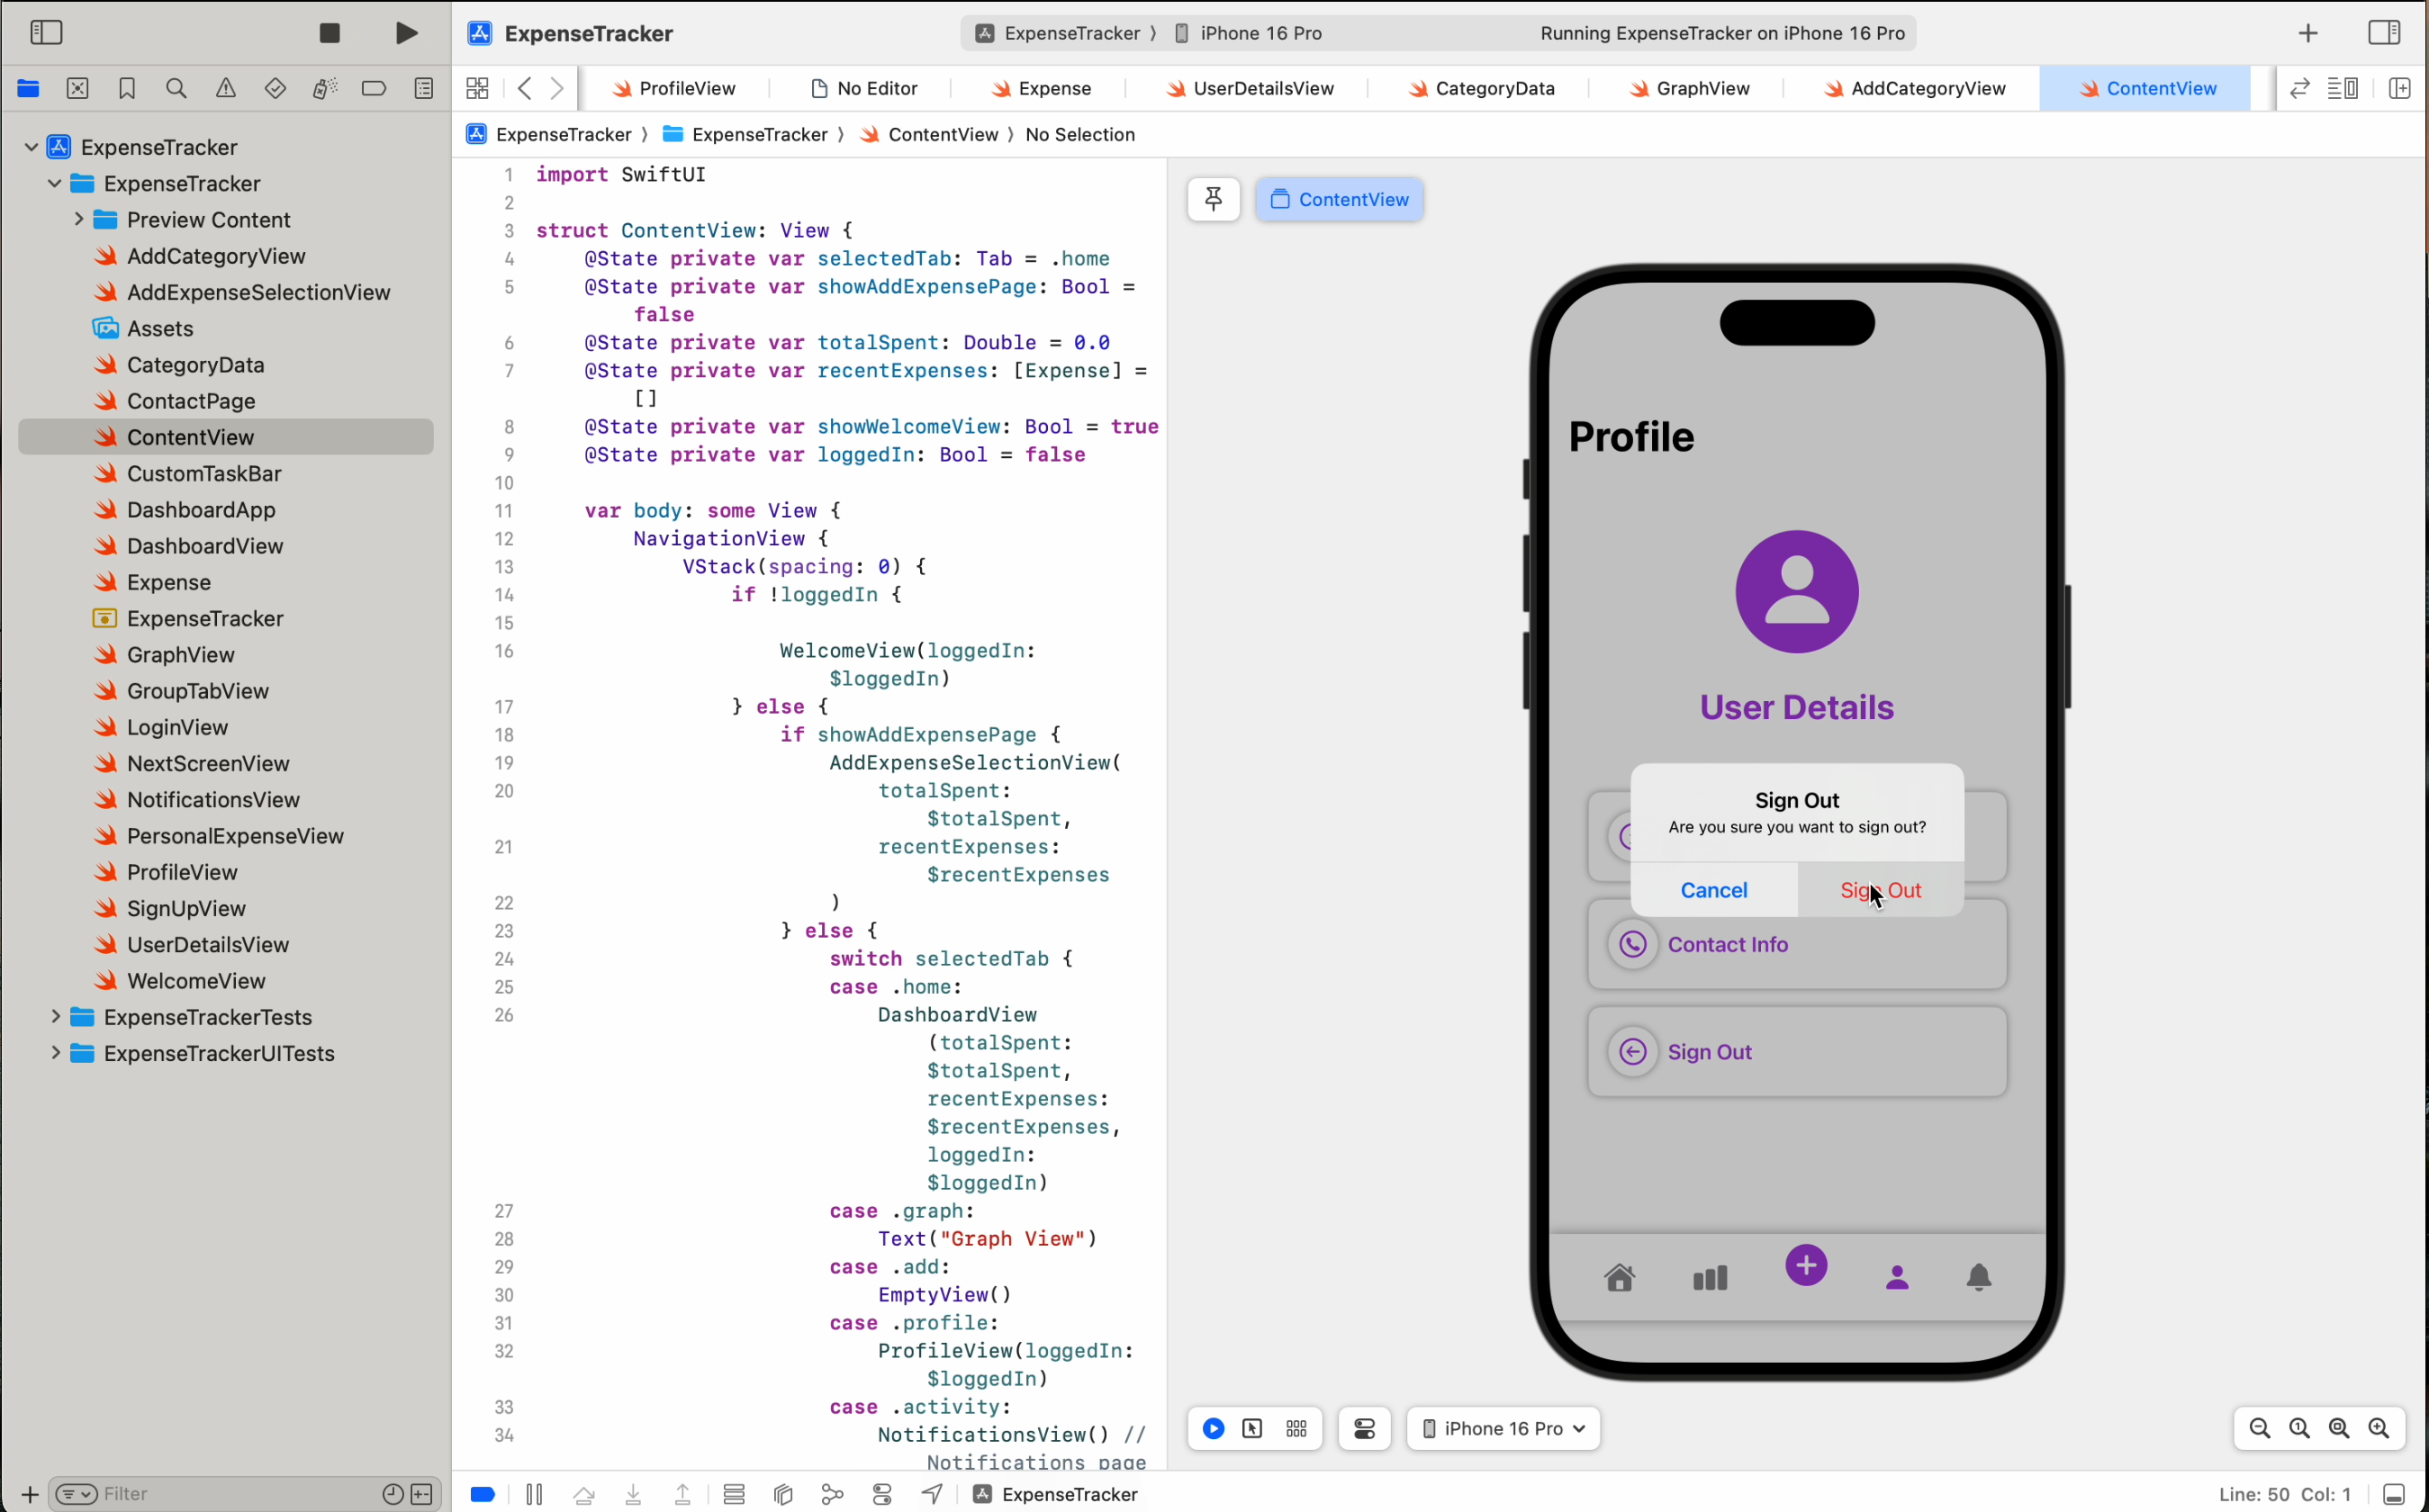 ExpenseTracker
ExpenseTracker 〉 iPhone 16 Pro
Running ExpenseTracker on iPhone 16 Pro
ProfileView
No Editor
Expense
UserDetailsView
CategoryData
GraphView
AddCategoryView
ContentView
ExpenseTracker 〉 ExpenseTracker 〉 ContentView 〉 No Selection
ExpenseTracker
ExpenseTracker
Preview Content
AddCategoryView
AddExpenseSelectionView
Assets
CategoryData
ContactPage
ContentView
CustomTaskBar
DashboardApp
DashboardView
Expense
ExpenseTracker
GraphView
GroupTabView
LoginView
NextScreenView
NotificationsView
PersonalExpenseView
ProfileView
SignUpView
UserDetailsView
WelcomeView
ExpenseTrackerTests
ExpenseTrackerUITests
Filter
1 import SwiftUI
2
3 struct ContentView: View {
4 @State private var selectedTab: Tab = .home
5 @State private var showAddExpensePage: Bool =
false
6 @State private var totalSpent: Double = 0.0
7 @State private var recentExpenses: [Expense] =
[]
8 @State private var showWelcomeView: Bool = true
9 @State private var loggedIn: Bool = false
10
11 var body: some View {
12 NavigationView {
13 VStack(spacing: 0) {
14 if !loggedIn {
15
16 WelcomeView(loggedIn:
$loggedIn)
17 } else {
18 if showAddExpensePage {
19 AddExpenseSelectionView(
20 totalSpent:
$totalSpent,
21 recentExpenses:
$recentExpenses
22 )
23 } else {
24 switch selectedTab {
25 case .home:
26 DashboardView
(totalSpent:
$totalSpent,
recentExpenses:
$recentExpenses,
loggedIn:
$loggedIn)
27 case .graph:
28 Text("Graph View")
29 case .add:
30 EmptyView()
31 case .profile:
32 ProfileView(loggedIn:
$loggedIn)
33 case .activity:
34 NotificationsView() //
Notifications page
ContentView
Profile
User Details
Sign Out
Are you sure you want to sign out?
Cancel
Sign Out
Contact Info
Sign Out
iPhone 16 Pro
ExpenseTracker
Line: 50 Col: 1